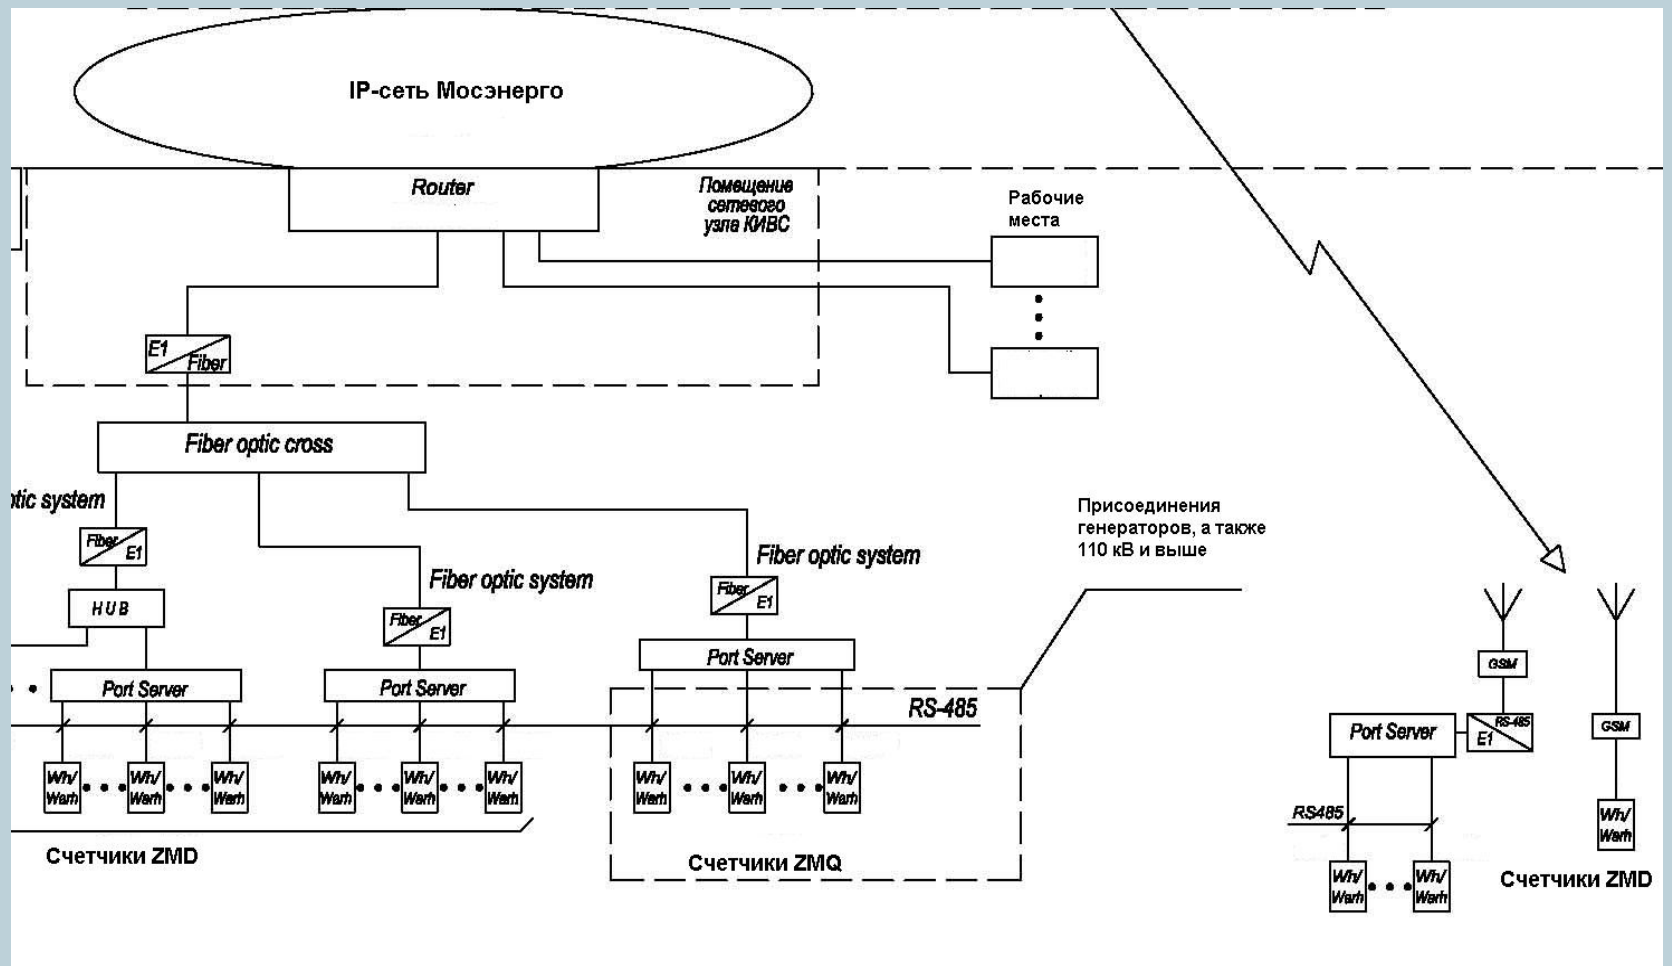 IP-сеть Мосэнерго
Router
Помещение
сетевого
узла КИВС
Рабочие
места
E1
Fiber
Fiber optic cross
tic system
Fiber
E1
HUB
Fiber optic system
Fiber
E1
Fiber optic system
Fiber
E1
Присоединения
генераторов, а также
110 кВ и выше
Port Server
Port Server
Port Server
RS-485
Wh/
Warh
Wh/
Warh
Wh/
Warh
Wh/
Warh
Wh/
Warh
Wh/
Warh
Wh/
Warh
Wh/
Warh
Wh/
Warh
Счетчики ZMD
Счетчики ZMQ
GSM
Port Server
RS-485
E1
GSM
RS485
Wh/
Warh
Wh/
Warh
Wh/
Warh
Счетчики ZMD